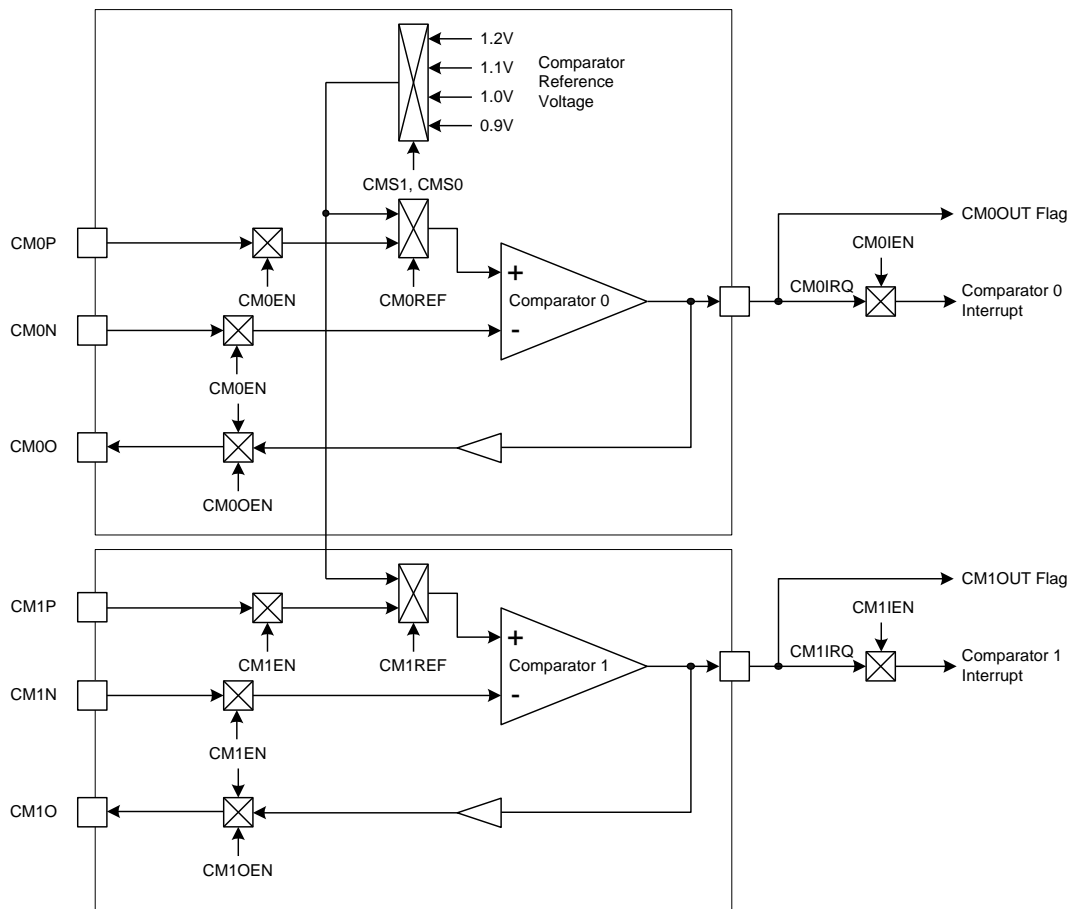 1.2V
1.1V
1.0V
0.9V
Comparator
Reference
Voltage
CMS1, CMS0
CM0P
CM0EN
CM0REF
CM0N
CM0EN
CM0O
CM0OEN
+
-
Comparator 0
CM0OUT Flag
CM0IEN
CM0IRQ
Comparator 0
Interrupt
CM1P
CM1EN
CM1REF
CM1N
CM1EN
CM1O
CM1OEN
+
-
Comparator 1
CM1OUT Flag
CM1IEN
CM1IRQ
Comparator 1
Interrupt